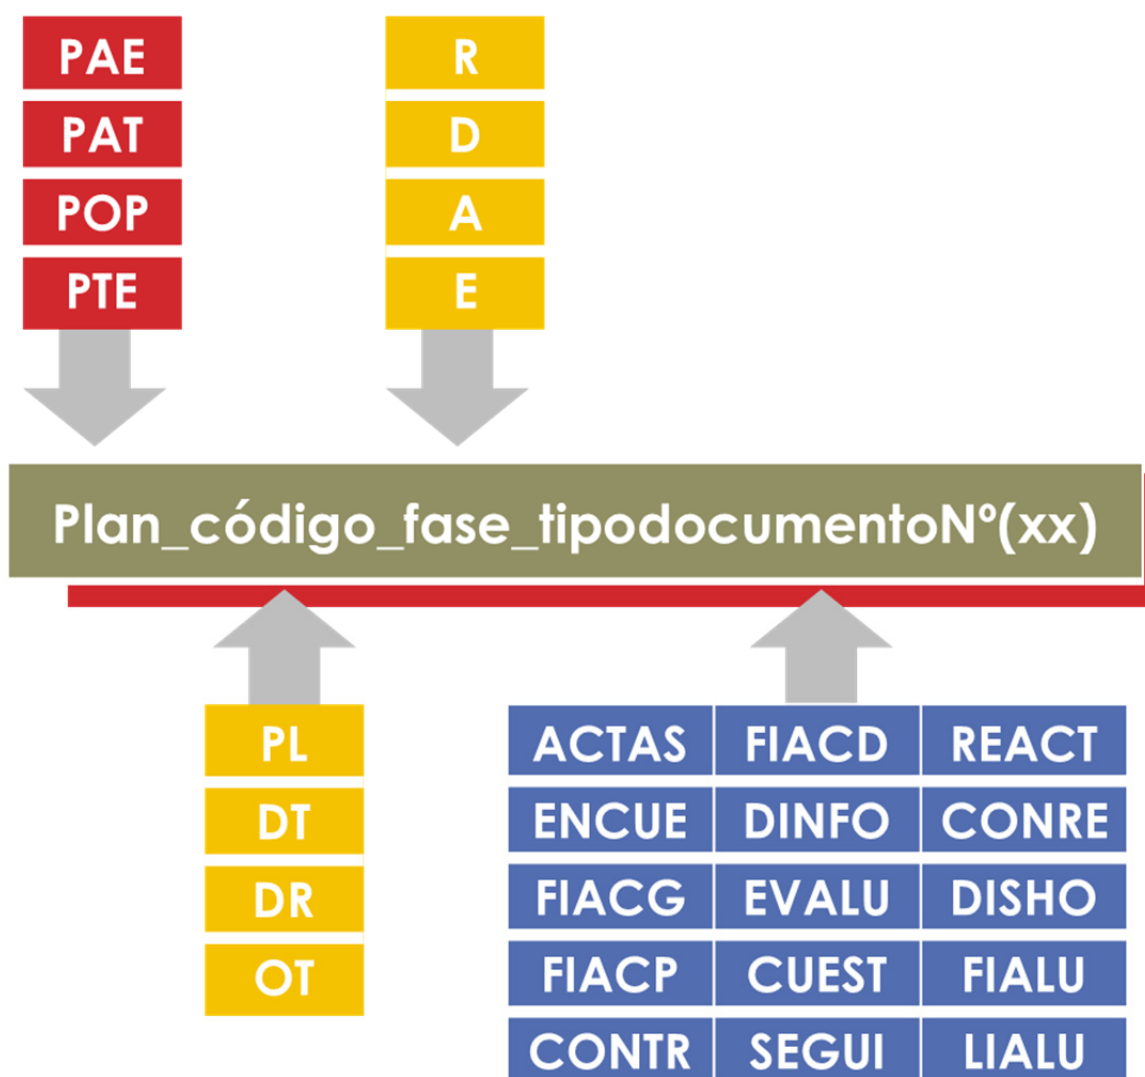 PAE
PAT
POP
PTE
R
D
A
E
Plan_código_fase_tipodocumentoNº(xx)
PL
DT
DR
OT
ACTAS FIACD REACT
ENCUE DINFO CONRE
FIACG EVALU DISHO
FIACP CUEST FIALU
CONTR SEGUI LIALU